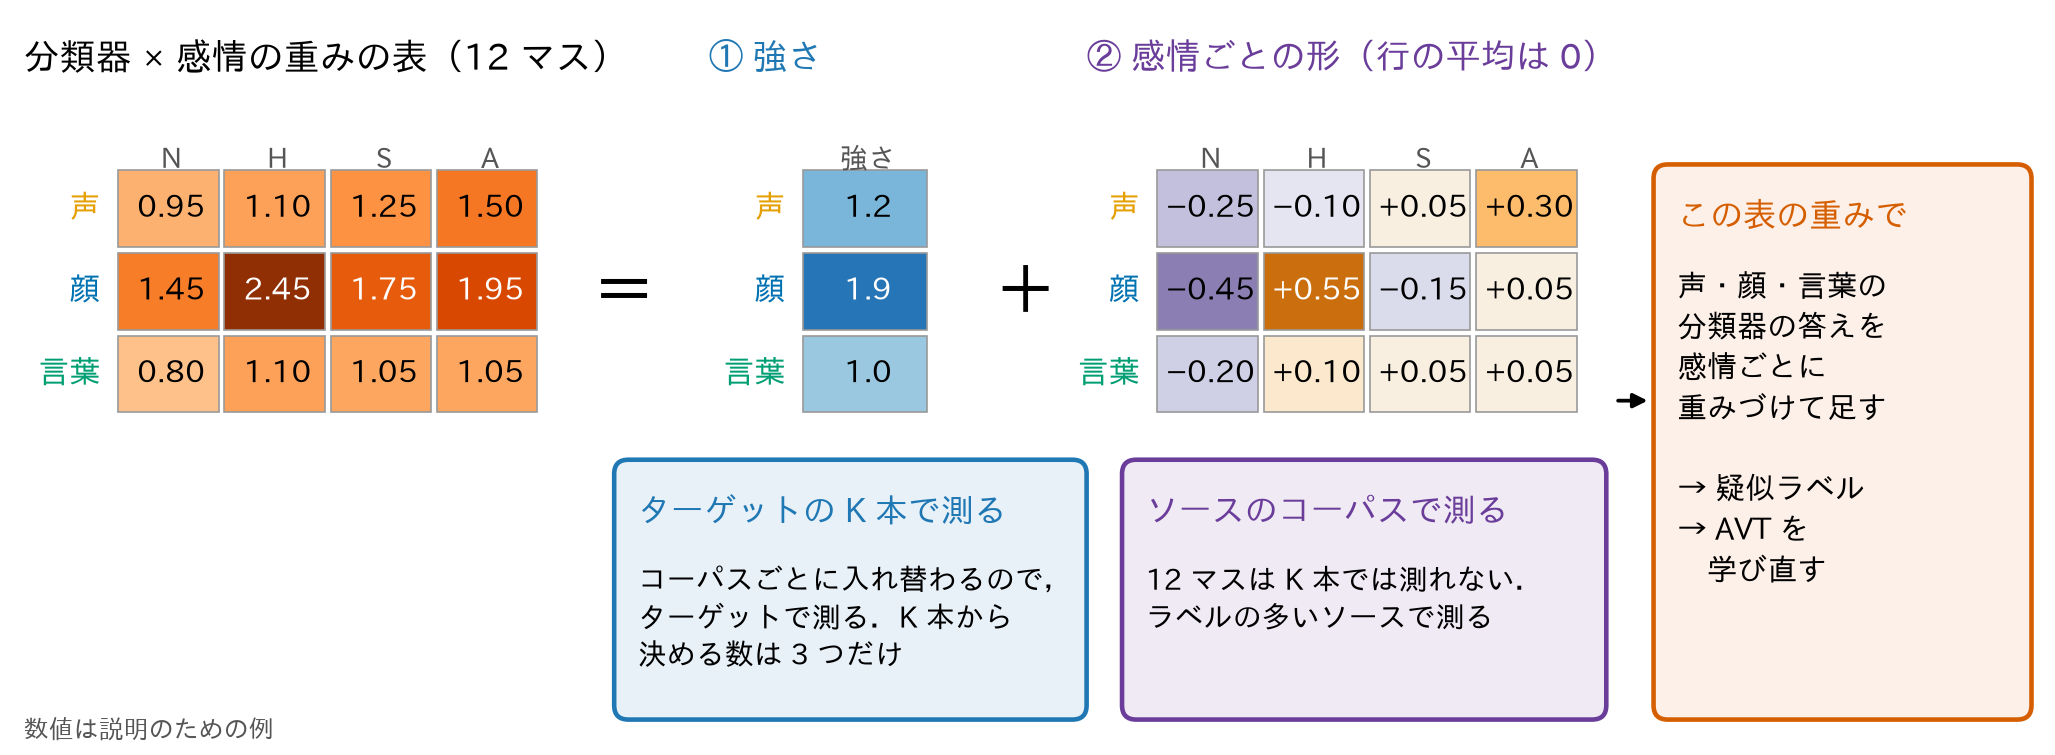 分類器 × 感情の重みの表（12 マス）
① 強さ
② 感情ごとの形（行の平均は 0）
N H S A
声 0.95 1.10 1.25 1.50
顔 1.45 2.45 1.75 1.95
言葉 0.80 1.10 1.05 1.05
=
強さ
声 1.2
顔 1.9
言葉 1.0
+
N H S A
声 −0.25 −0.10 +0.05 +0.30
顔 −0.45 +0.55 −0.15 +0.05
言葉 −0.20 +0.10 +0.05 +0.05
ターゲットの K 本で測る
コーパスごとに入れ替わるので，
ターゲットで測る．K 本から
決める数は 3 つだけ
ソースのコーパスで測る
12 マスは K 本では測れない．
ラベルの多いソースで測る
この表の重みで
声・顔・言葉の
分類器の答えを
感情ごとに
重みづけて足す
→ 疑似ラベル
→ AVT を
学び直す
数値は説明のための例